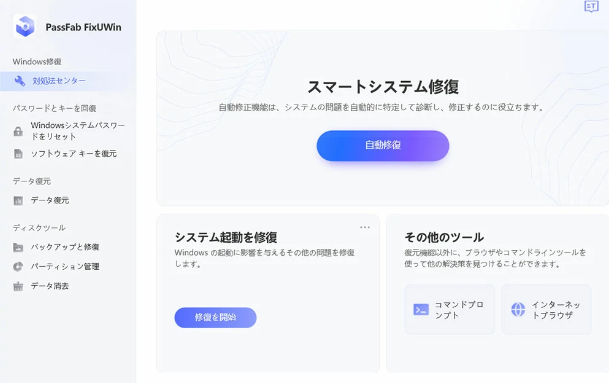 PassFab FixUWin
Windows修復
対処法センター
パスワードとキーを回復
Windowsシステムパスワー
ドをリセット
ソフトウェア キーを復元
データ復元
データ復元
ディスクツール
バックアップと修復
パーティション管理
データ消去
スマートシステム修復
自動修正機能は、システムの問題を自動的に特定して診断し、修正するのに役立ちます。
自動修復
システム起動を修復
Windows の起動に影響を与えるその他の問題を修復
します。
修復を開始
その他のツール
復元機能以外に、ブラウザやコマンドラインツールを
使って他の解決策を見つけることができます。
コマンドプロ
ンプト
インターネッ
トブラウザ